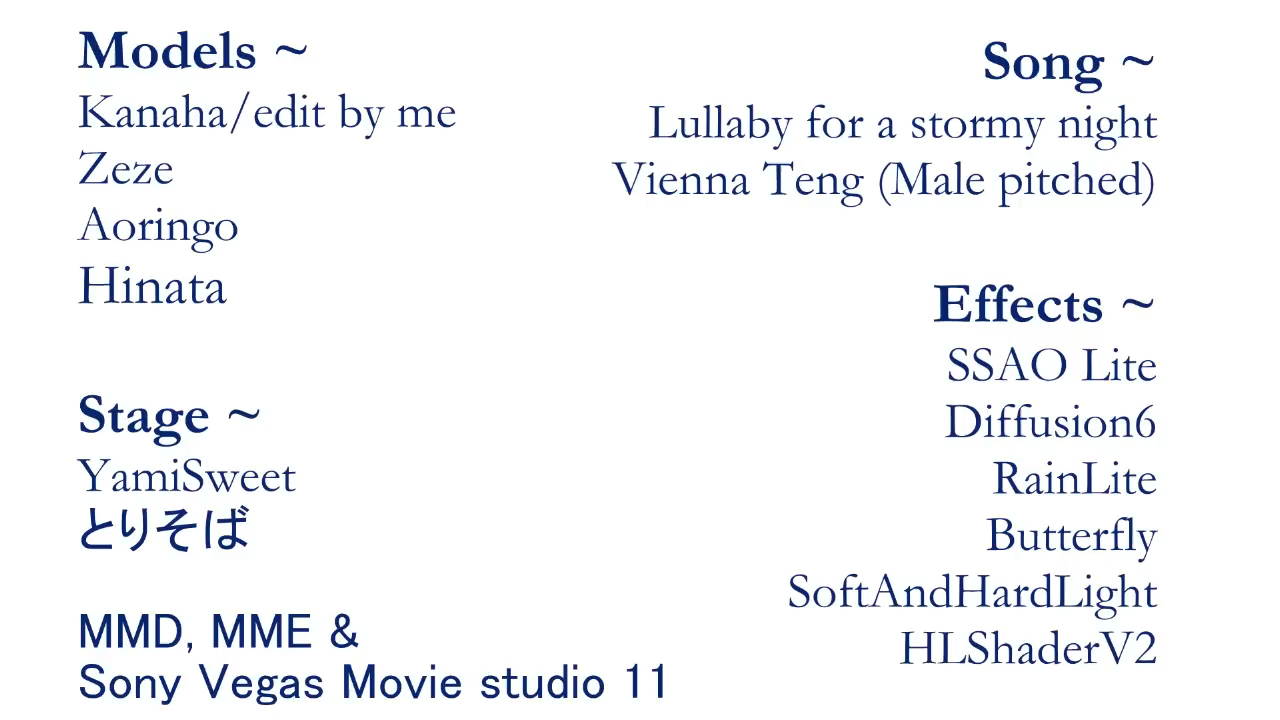 Models ~
Kanaha/edit by me
Zeze
Aoringo
Hinata
Stage ~
YamiSweet
とりそば
MMD, MME &
Sony Vegas Movie studio 11
Song ~
Lullaby for a stormy night
Vienna Teng (Male pitched)
Effects ~
SSAO Lite
Diffusion6
RainLite
Butterfly
SoftAndHardLight
HLShaderV2